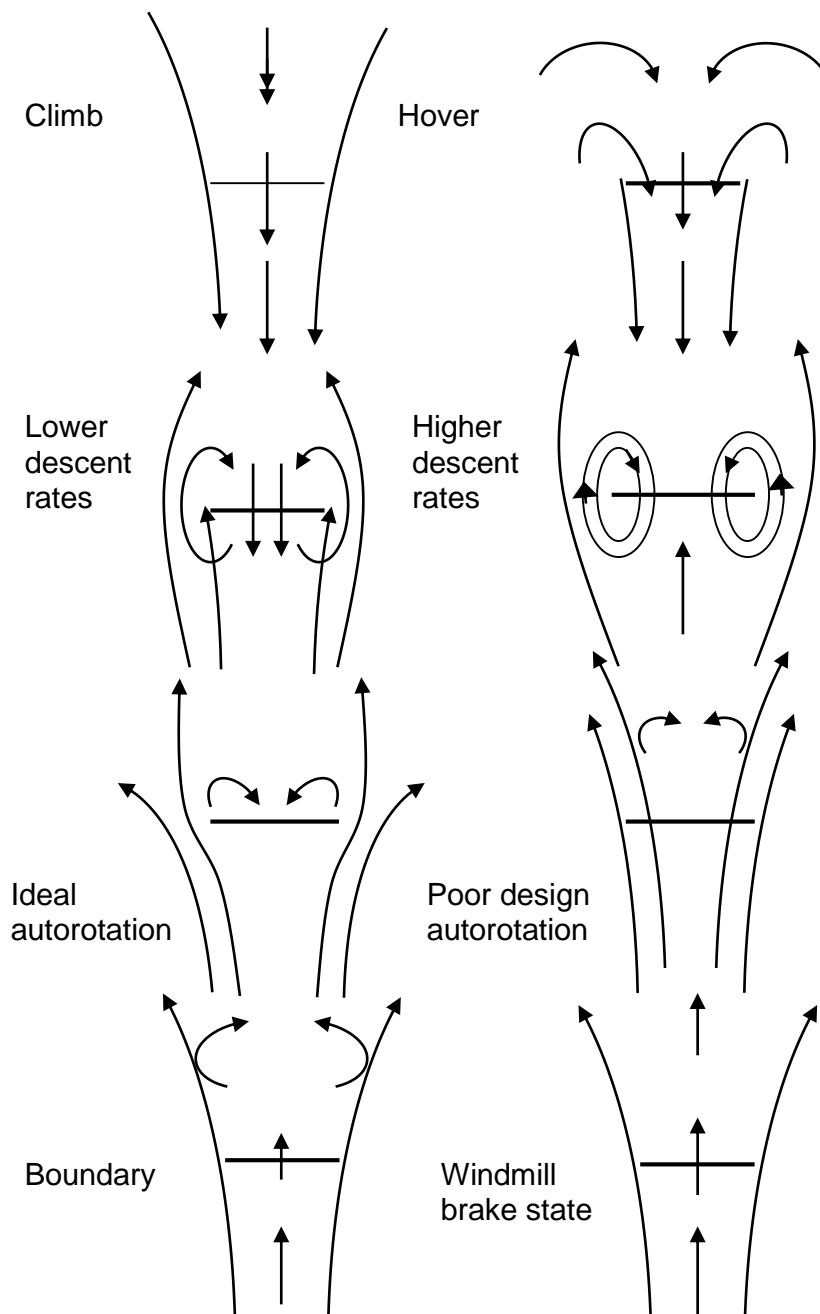 Climb
Hover
Lower
descent
rates
Higher
descent
rates
Ideal
autorotation
Poor design
autorotation
Boundary
Windmill
brake state